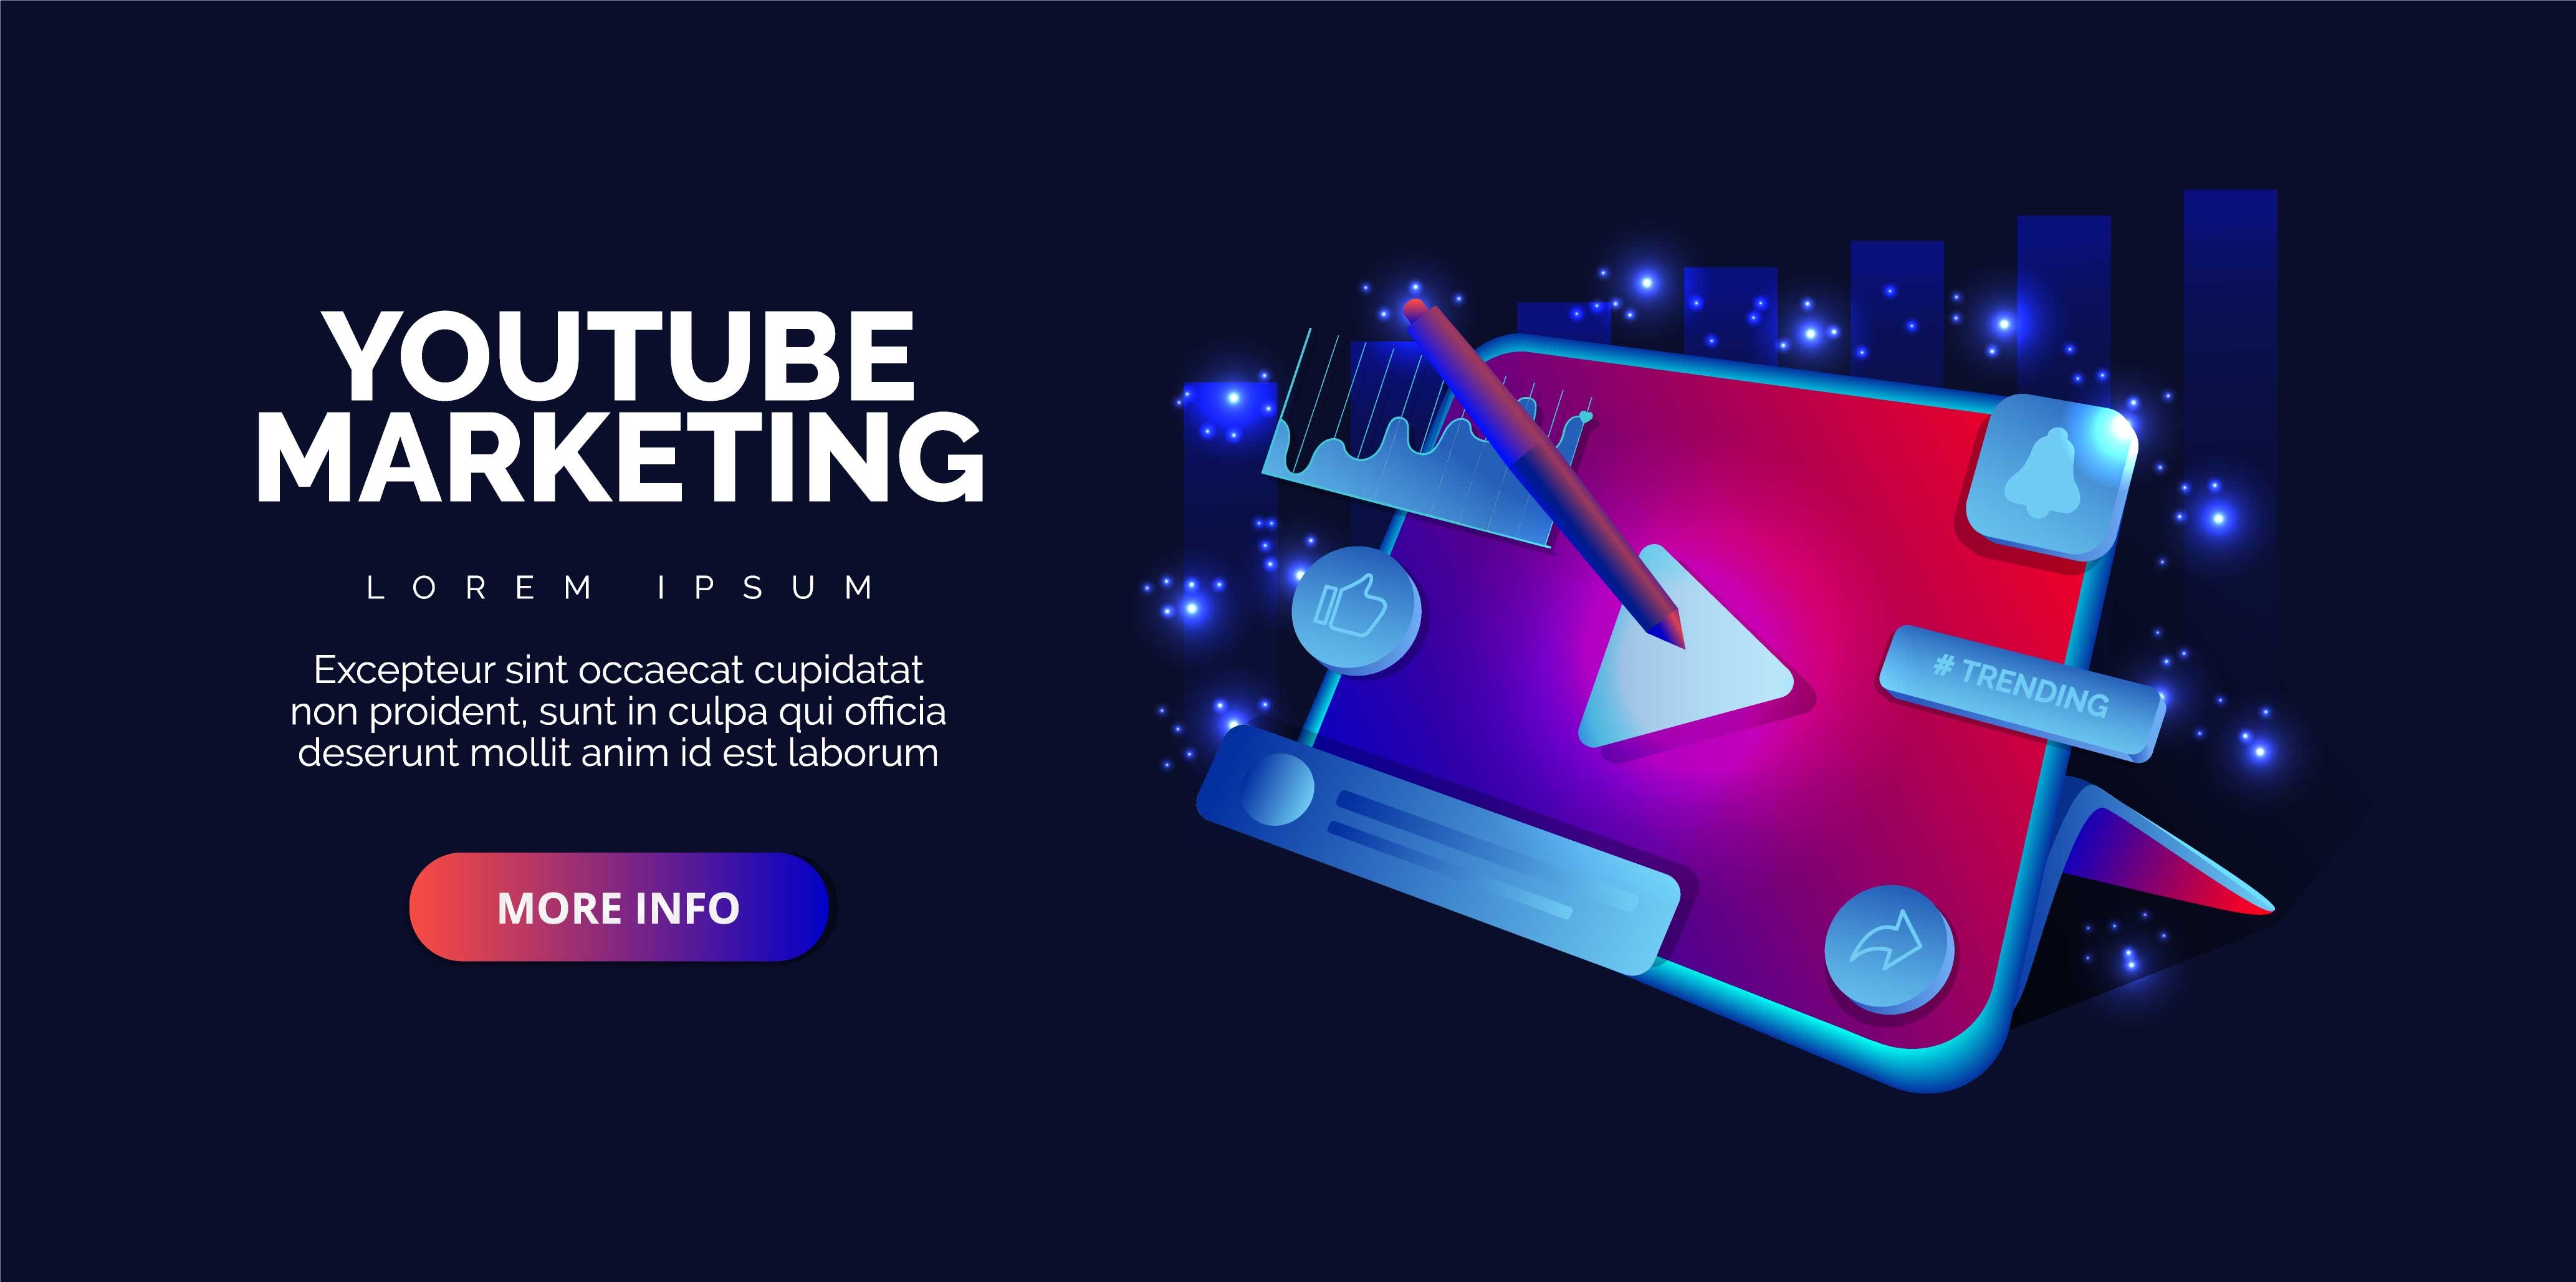 YOUTUBE
MARKETING
LOREM IPSUM
Excepteur sint occaecat cupidatat
non proident, sunt in culpa qui officia
deserunt mollit anim id est laborum
MORE INFO
# TRENDING